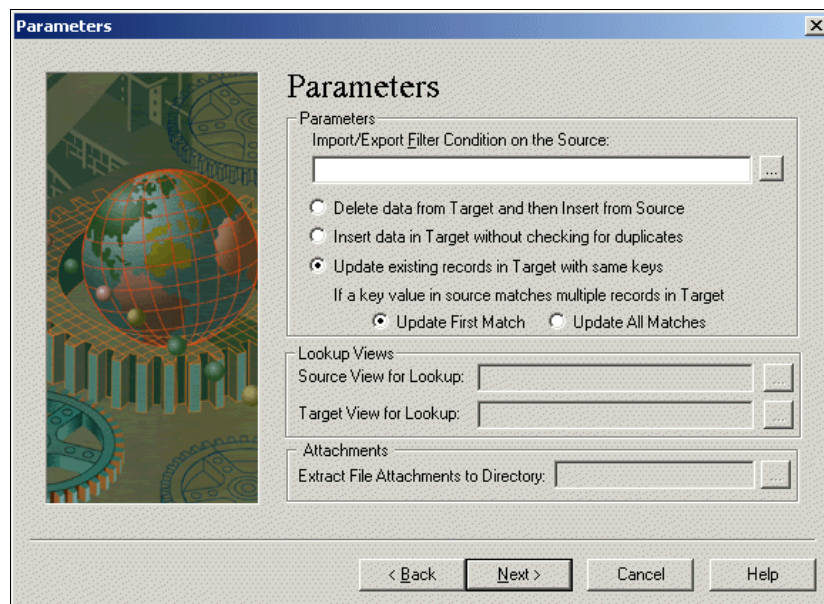 Parameters
Parameters
Parameters
Import/Export Filter Condition on the Source:
...
Delete data from Target and then Insert from Source
Insert data in Target without checking for duplicates
Update existing records in Target with same keys
If a key value in source matches multiple records in Target
Update First Match Update All Matches
Lookup Views
Source View for Lookup: ...
Target View for Lookup: ...
Attachments
Extract File Attachments to Directory: ...
< Back Next > Cancel Help